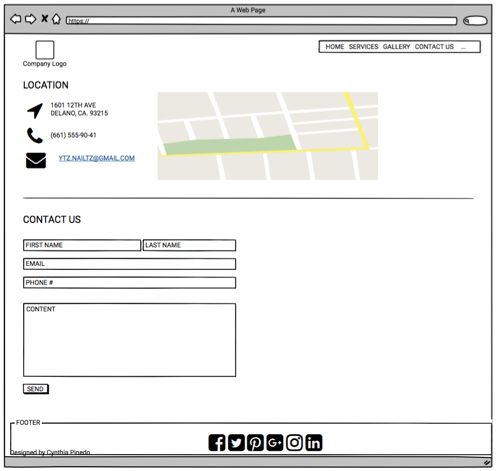 A Web Page
https://
Company Logo
HOME SERVICES GALLERY CONTACT US ...
LOCATION
1601 12TH AVE
DELANO, CA. 93215
(661) 555-90-41
YTZ.NAILTZ@GMAIL.COM
CONTACT US
FIRST NAME LAST NAME
EMAIL
PHONE #
CONTENT
SEND
FOOTER
Designed by Cynthia Pinedo